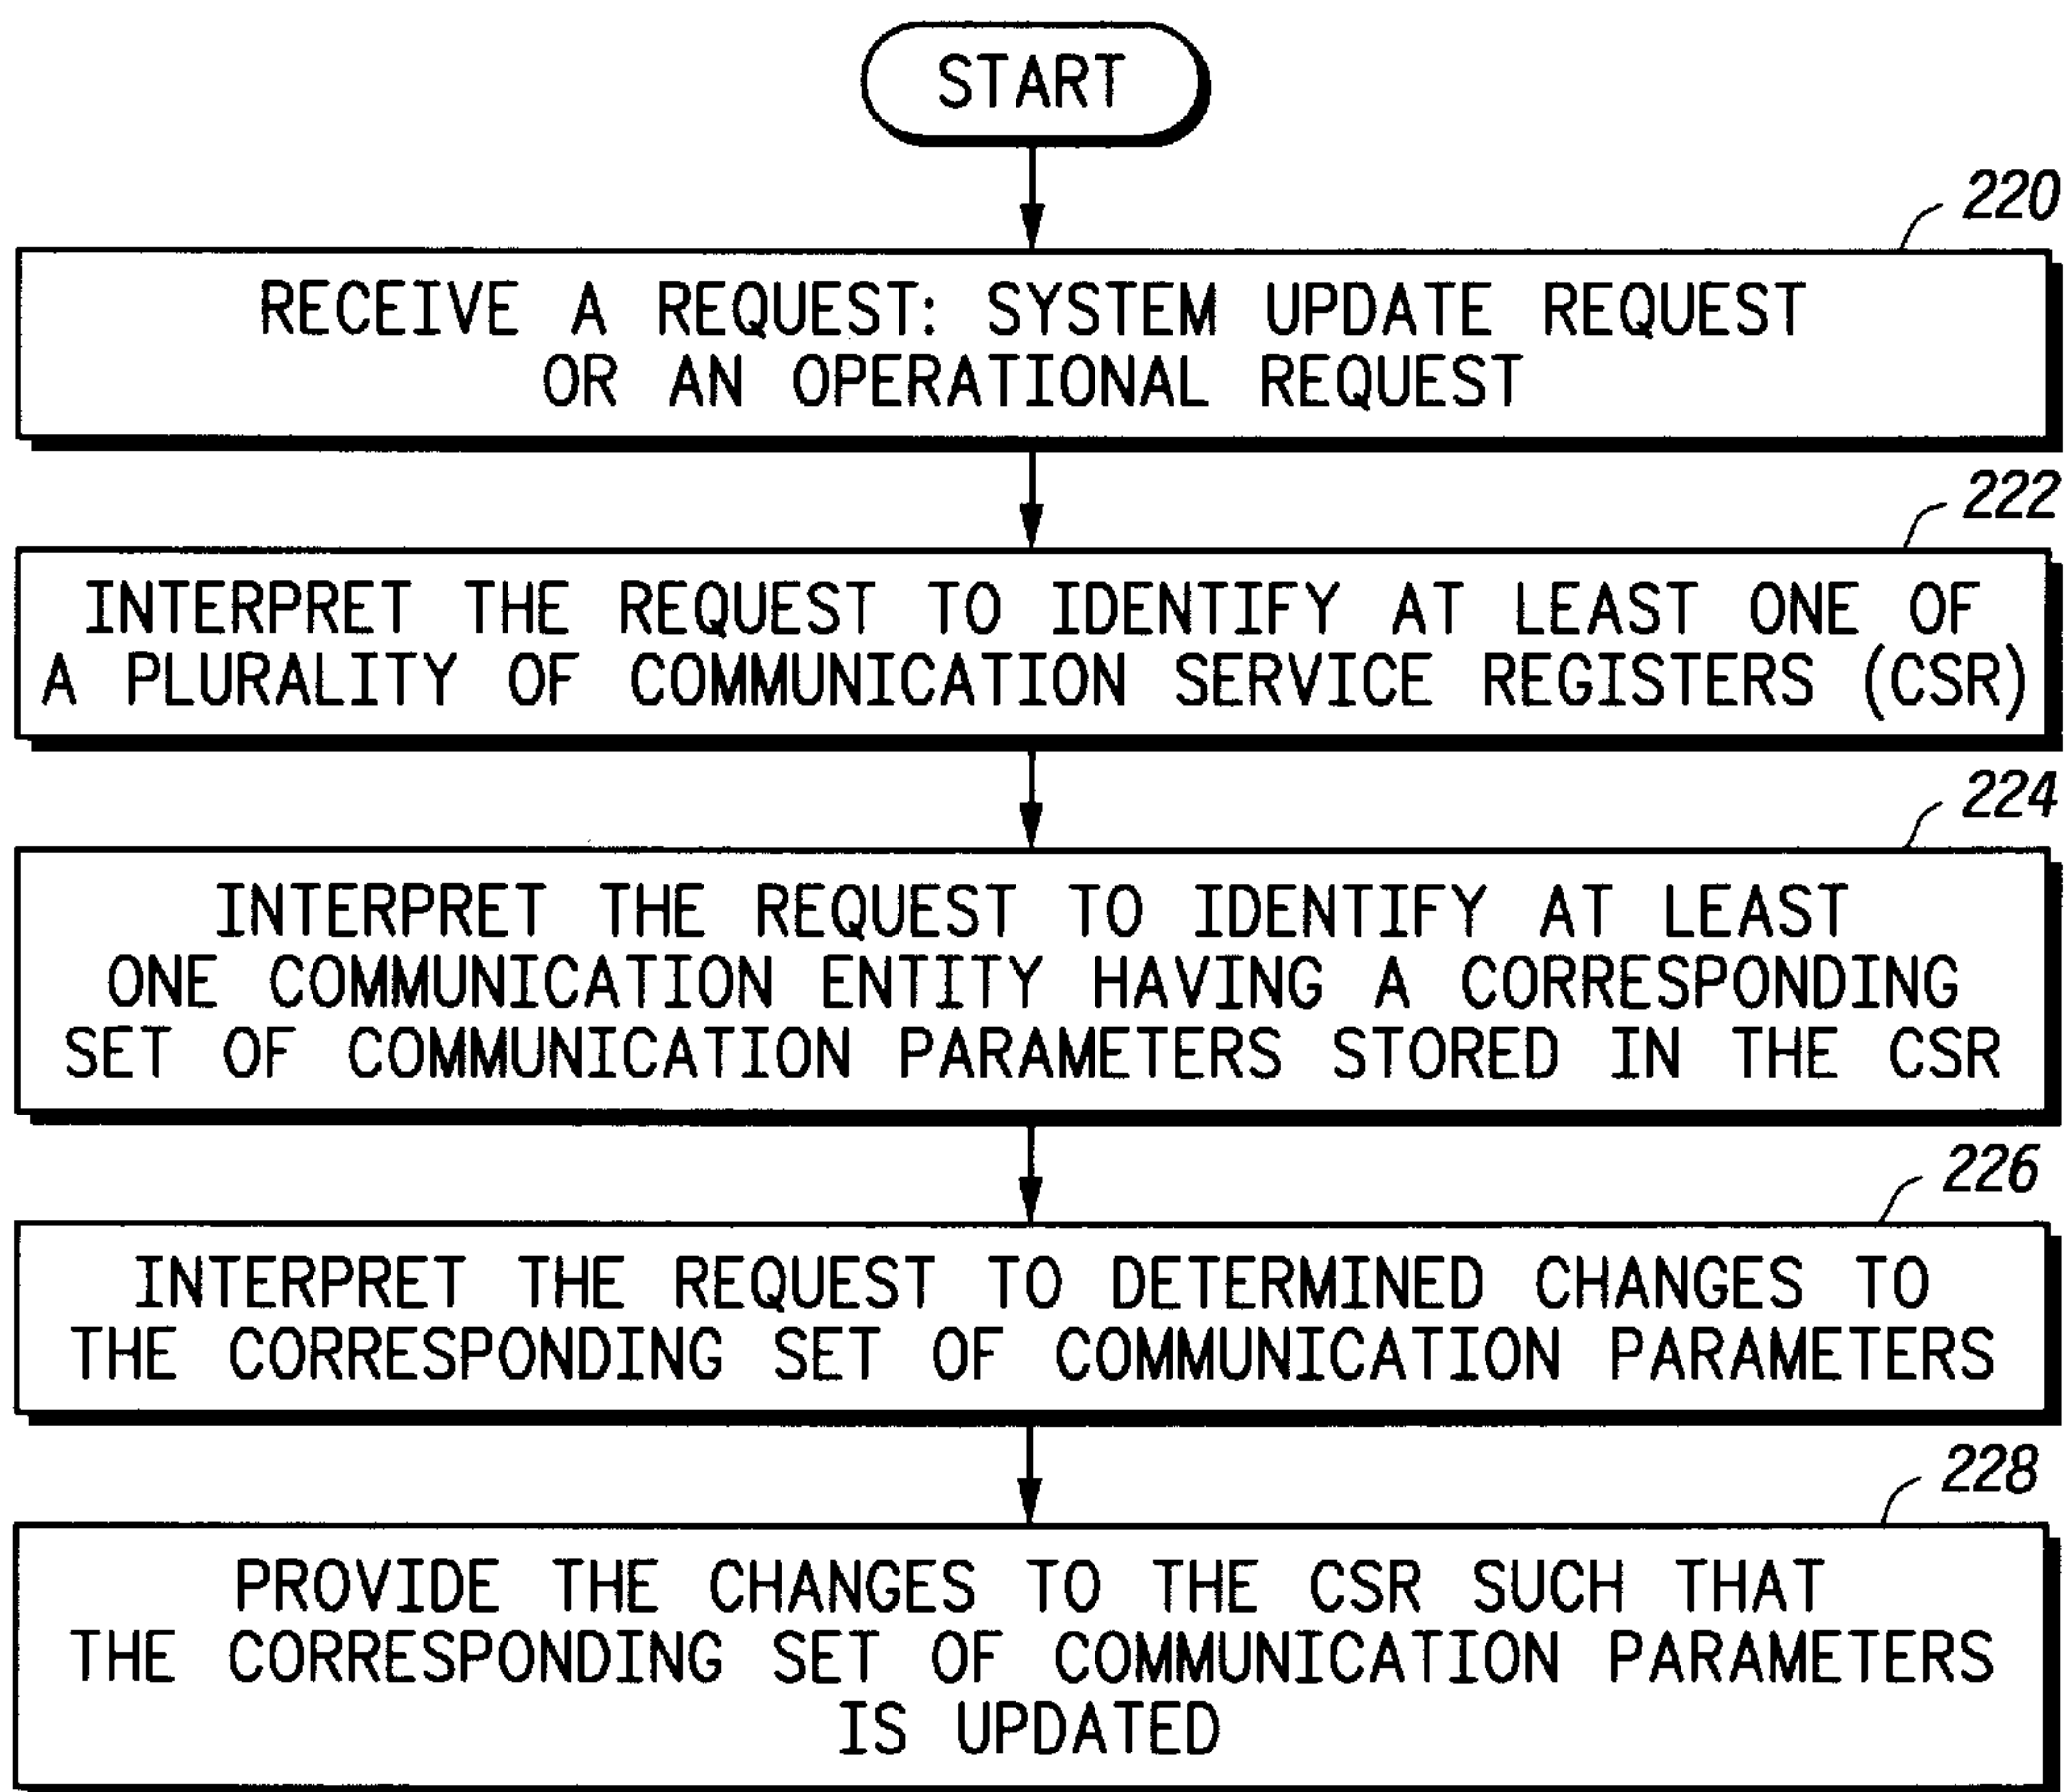 START
220
RECEIVE A REQUEST: SYSTEM UPDATE REQUEST
OR AN OPERATIONAL REQUEST
222
INTERPRET THE REQUEST TO IDENTIFY AT LEAST ONE OF
A PLURALITY OF COMMUNICATION SERVICE REGISTERS (CSR)
224
INTERPRET THE REQUEST TO IDENTIFY AT LEAST
ONE COMMUNICATION ENTITY HAVING A CORRESPONDING
SET OF COMMUNICATION PARAMETERS STORED IN THE CSR
226
INTERPRET THE REQUEST TO DETERMINED CHANGES TO
THE CORRESPONDING SET OF COMMUNICATION PARAMETERS
228
PROVIDE THE CHANGES TO THE CSR SUCH THAT
THE CORRESPONDING SET OF COMMUNICATION PARAMETERS
IS UPDATED